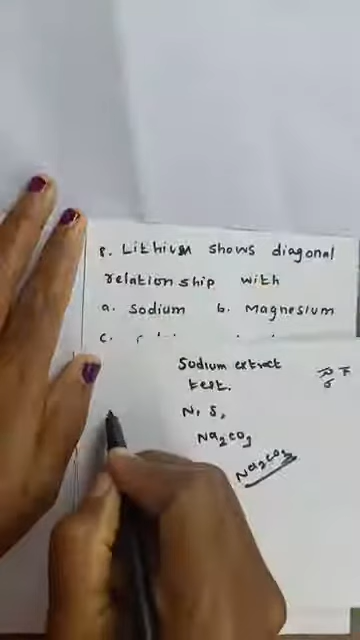 8. Lithium shows diagonal
relationship with
a. Sodium b. Magnesium
c.
Sodium extract
test.
N, S,
Na2CO3
Na2CO3